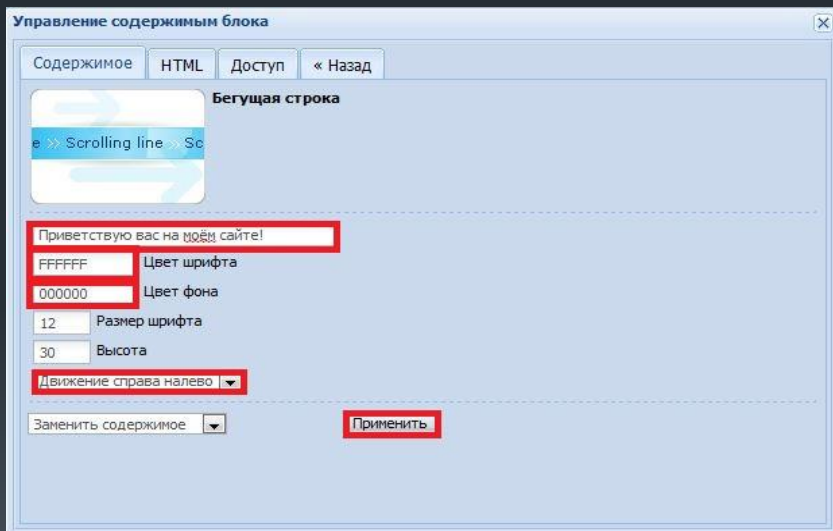 Управление содержимым блока
Содержимое HTML Доступ « Назад
Бегущая строка
e >> Scrolling line >> Sc
Приветствую вас на моём сайте!
FFFFFF Цвет шрифта
000000 Цвет фона
12 Размер шрифта
30 Высота
Движение справа налево
Заменить содержимое Применить